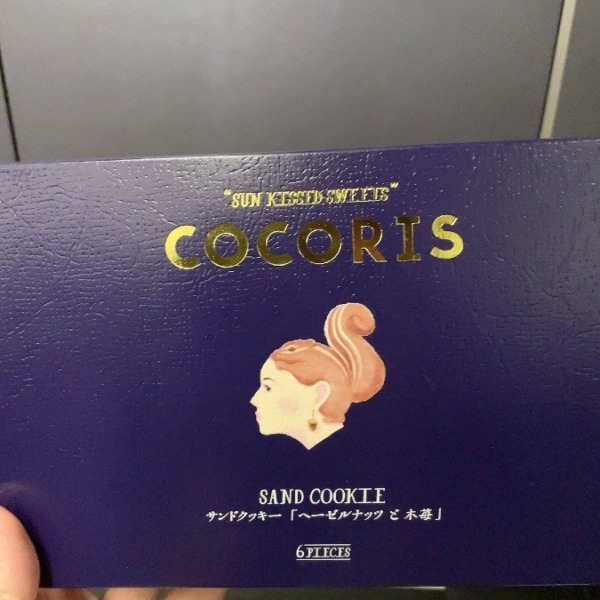 "SUN KISSED SWEETS"
COCORIS
SAND COOKIE
サンドクッキー「ヘーゼルナッツと木苺」
6 PIECES